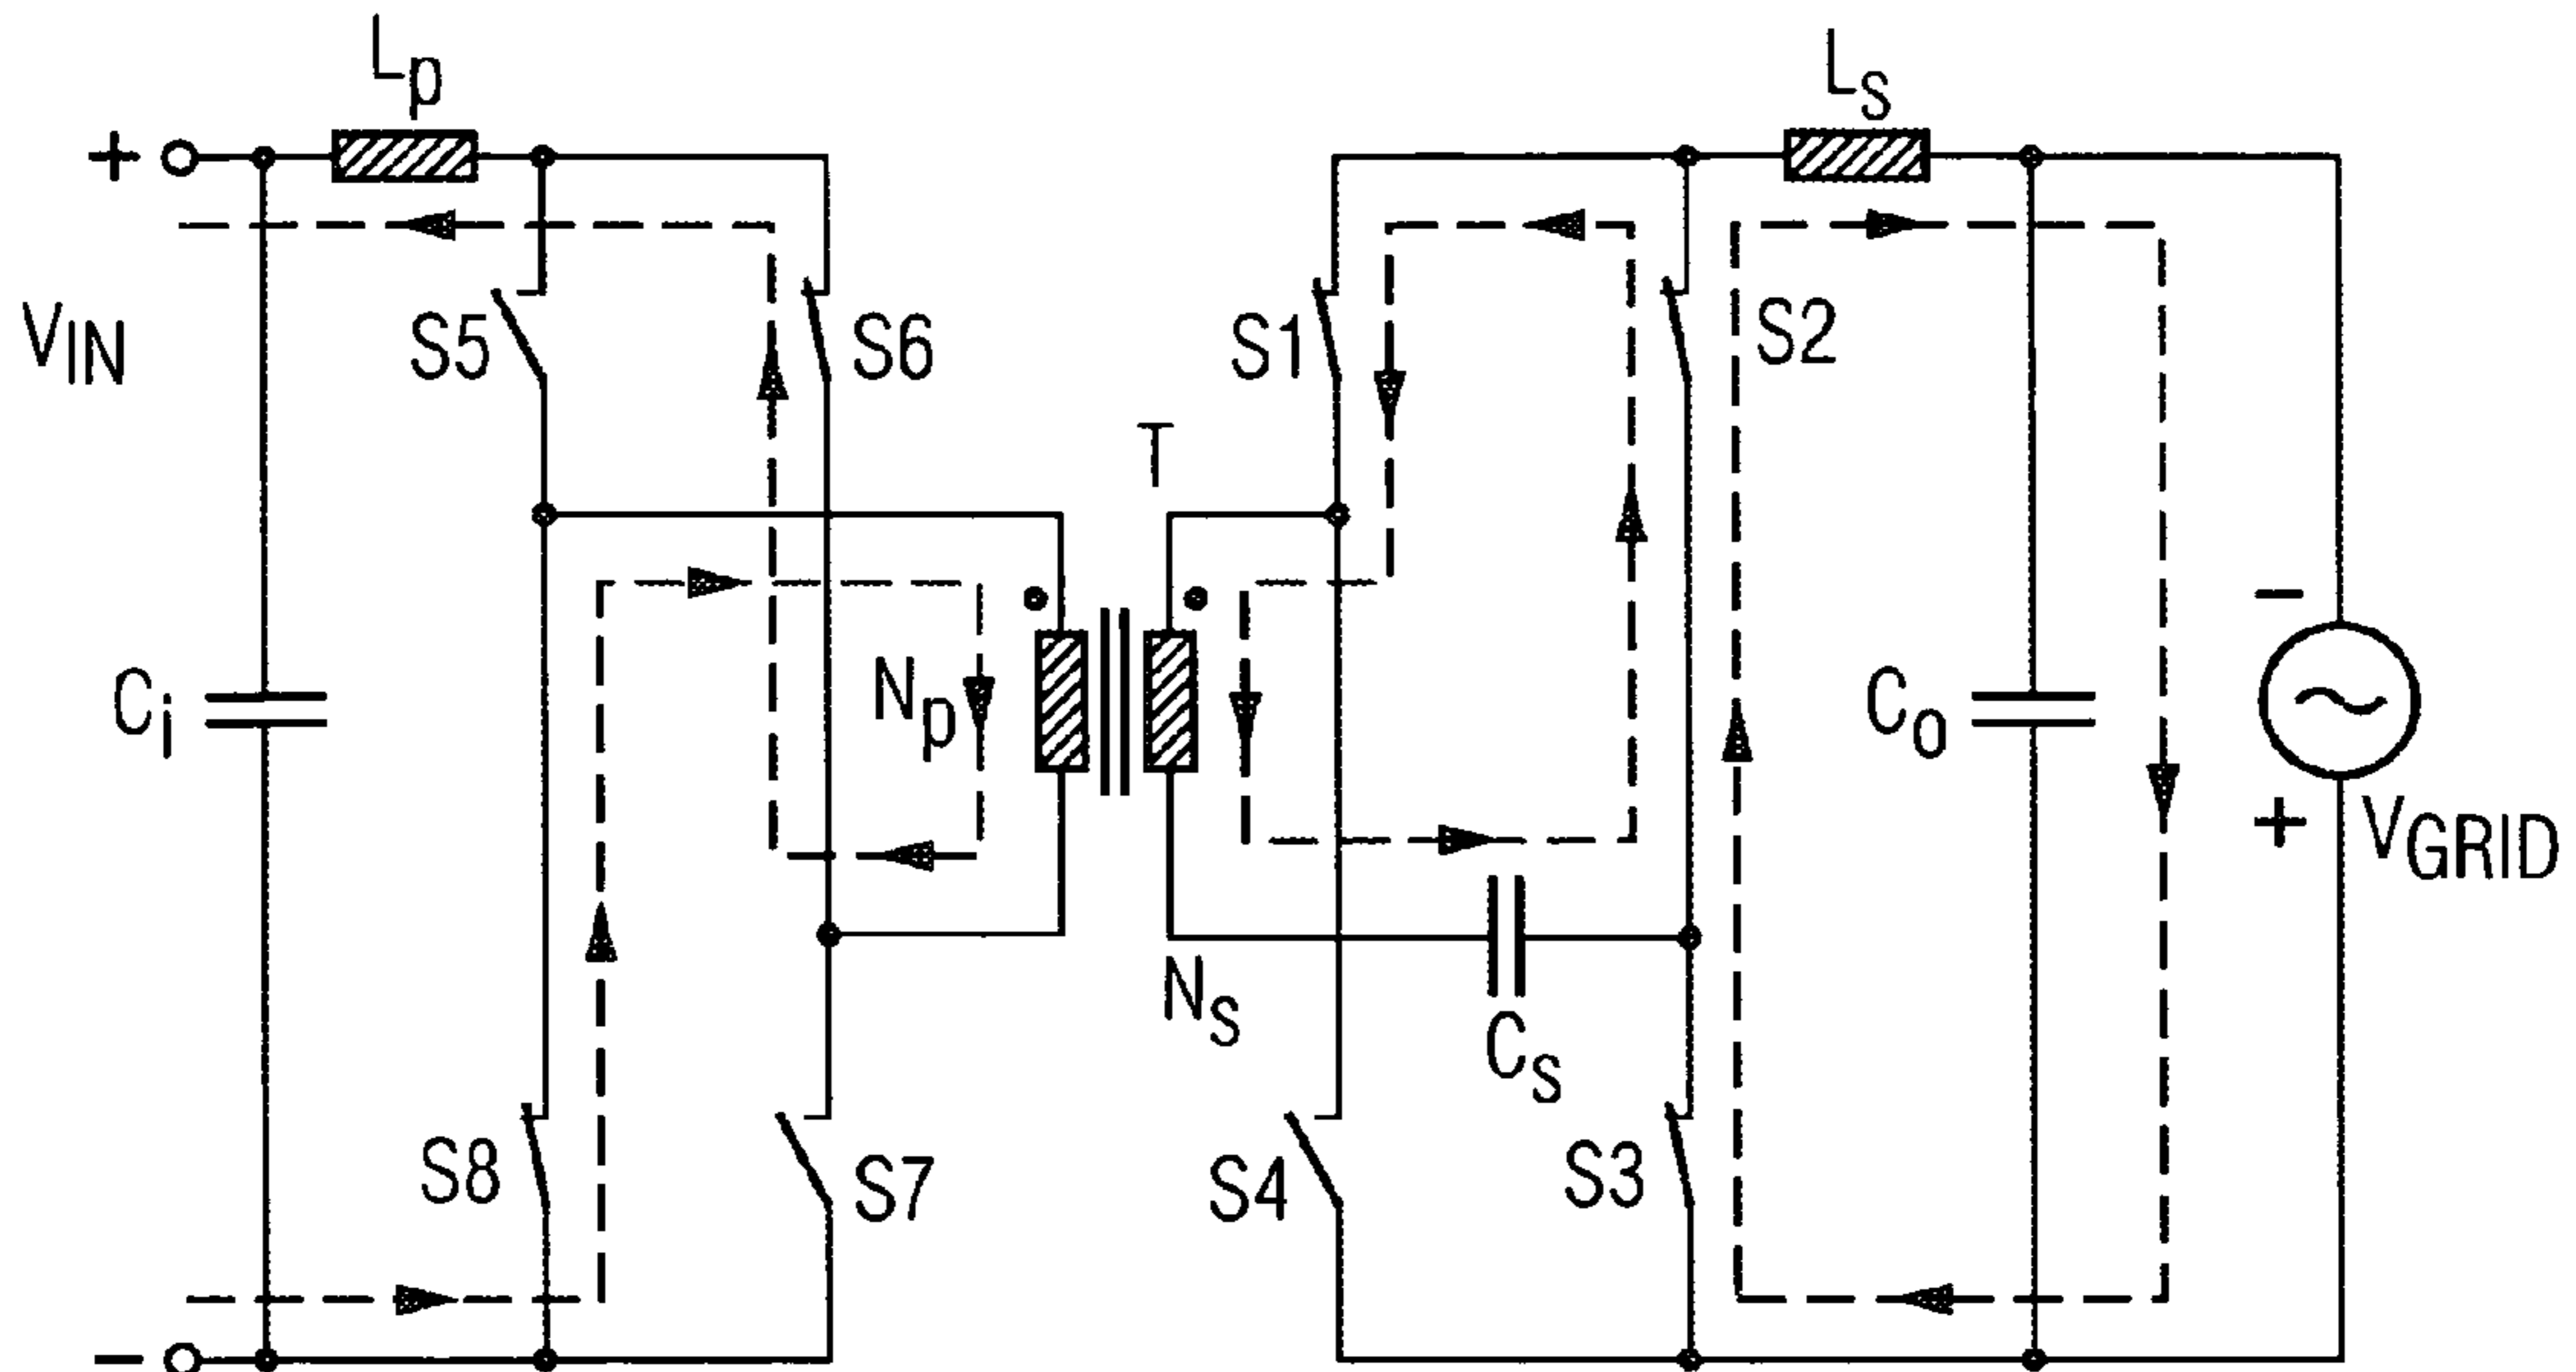 Lp
Ls
+
VIN
S5
S6
S1
S2
T
−
Ci
Np
Co
+
VGRID
Ns
Cs
S8
S7
S4
S3
−